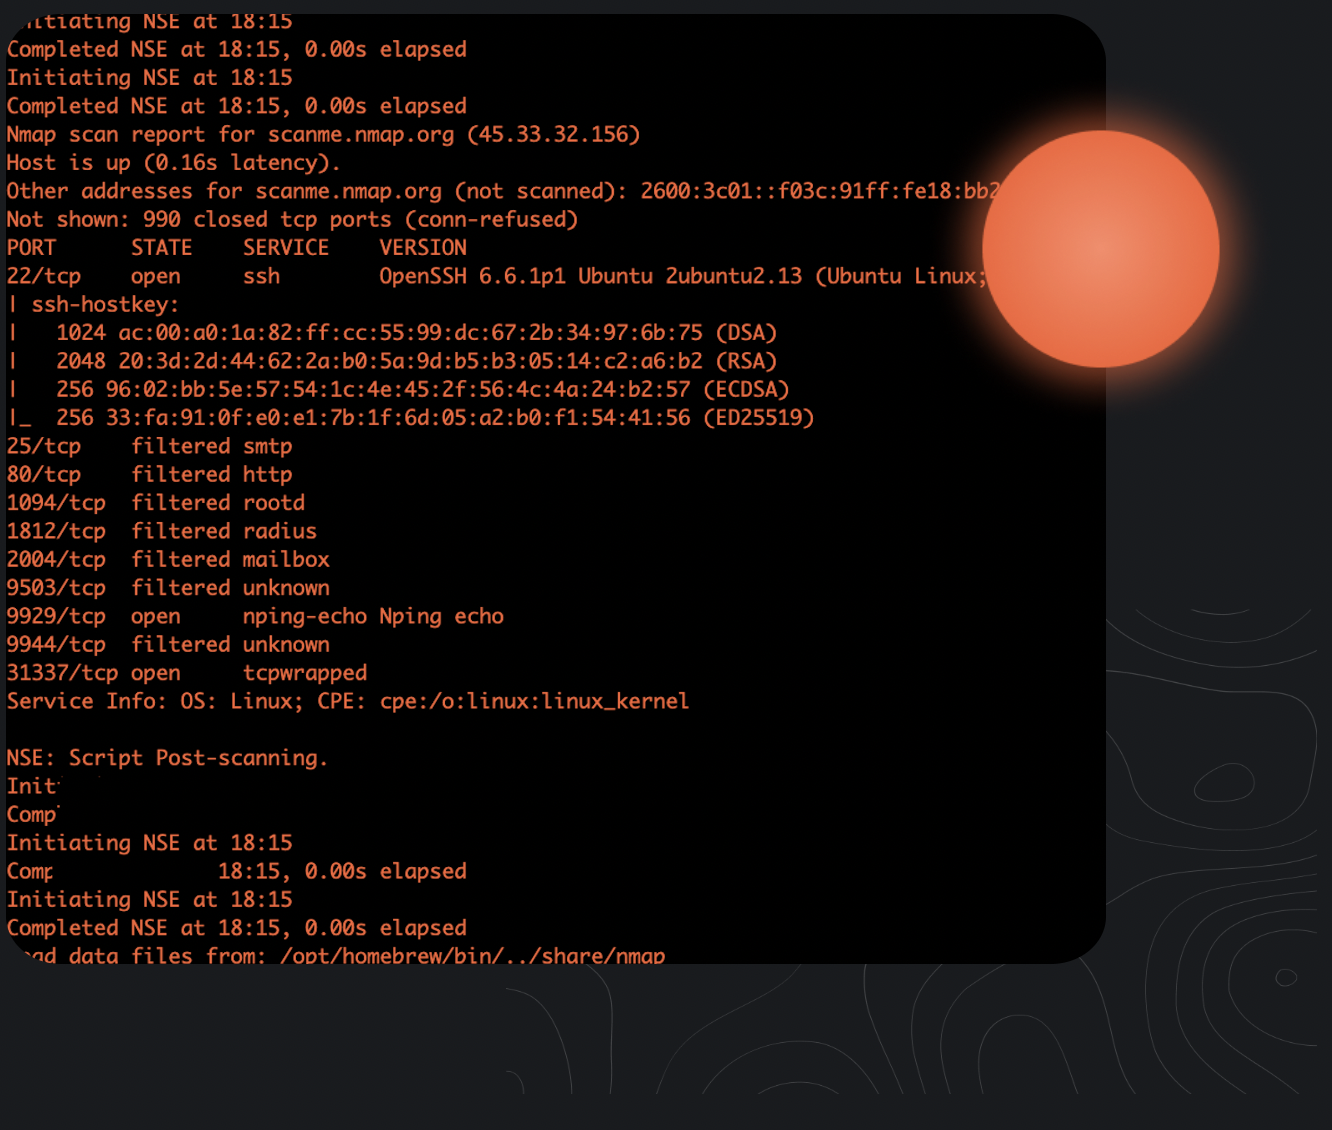 Initiating NSE at 18:15
Completed NSE at 18:15, 0.00s elapsed
Initiating NSE at 18:15
Completed NSE at 18:15, 0.00s elapsed
Nmap scan report for scanme.nmap.org (45.33.32.156)
Host is up (0.16s latency).
Other addresses for scanme.nmap.org (not scanned): 2600:3c01::f03c:91ff:fe18:bb2
Not shown: 990 closed tcp ports (conn-refused)
PORT      STATE    SERVICE    VERSION
22/tcp    open     ssh        OpenSSH 6.6.1p1 Ubuntu 2ubuntu2.13 (Ubuntu Linux;
| ssh-hostkey:
|   1024 ac:00:a0:1a:82:ff:cc:55:99:dc:67:2b:34:97:6b:75 (DSA)
|   2048 20:3d:2d:44:62:2a:b0:5a:9d:b5:b3:05:14:c2:a6:b2 (RSA)
|   256 96:02:bb:5e:57:54:1c:4e:45:2f:56:4c:4a:24:b2:57 (ECDSA)
|_  256 33:fa:91:0f:e0:e1:7b:1f:6d:05:a2:b0:f1:54:41:56 (ED25519)
25/tcp    filtered smtp
80/tcp    filtered http
1094/tcp  filtered rootd
1812/tcp  filtered radius
2004/tcp  filtered mailbox
9503/tcp  filtered unknown
9929/tcp  open     nping-echo Nping echo
9944/tcp  filtered unknown
31337/tcp open     tcpwrapped
Service Info: OS: Linux; CPE: cpe:/o:linux:linux_kernel
NSE: Script Post-scanning.
Init
Comp
Initiating NSE at 18:15
Comp 18:15, 0.00s elapsed
Initiating NSE at 18:15
Completed NSE at 18:15, 0.00s elapsed
data files from: /opt/homebrew/bin/../share/nmap